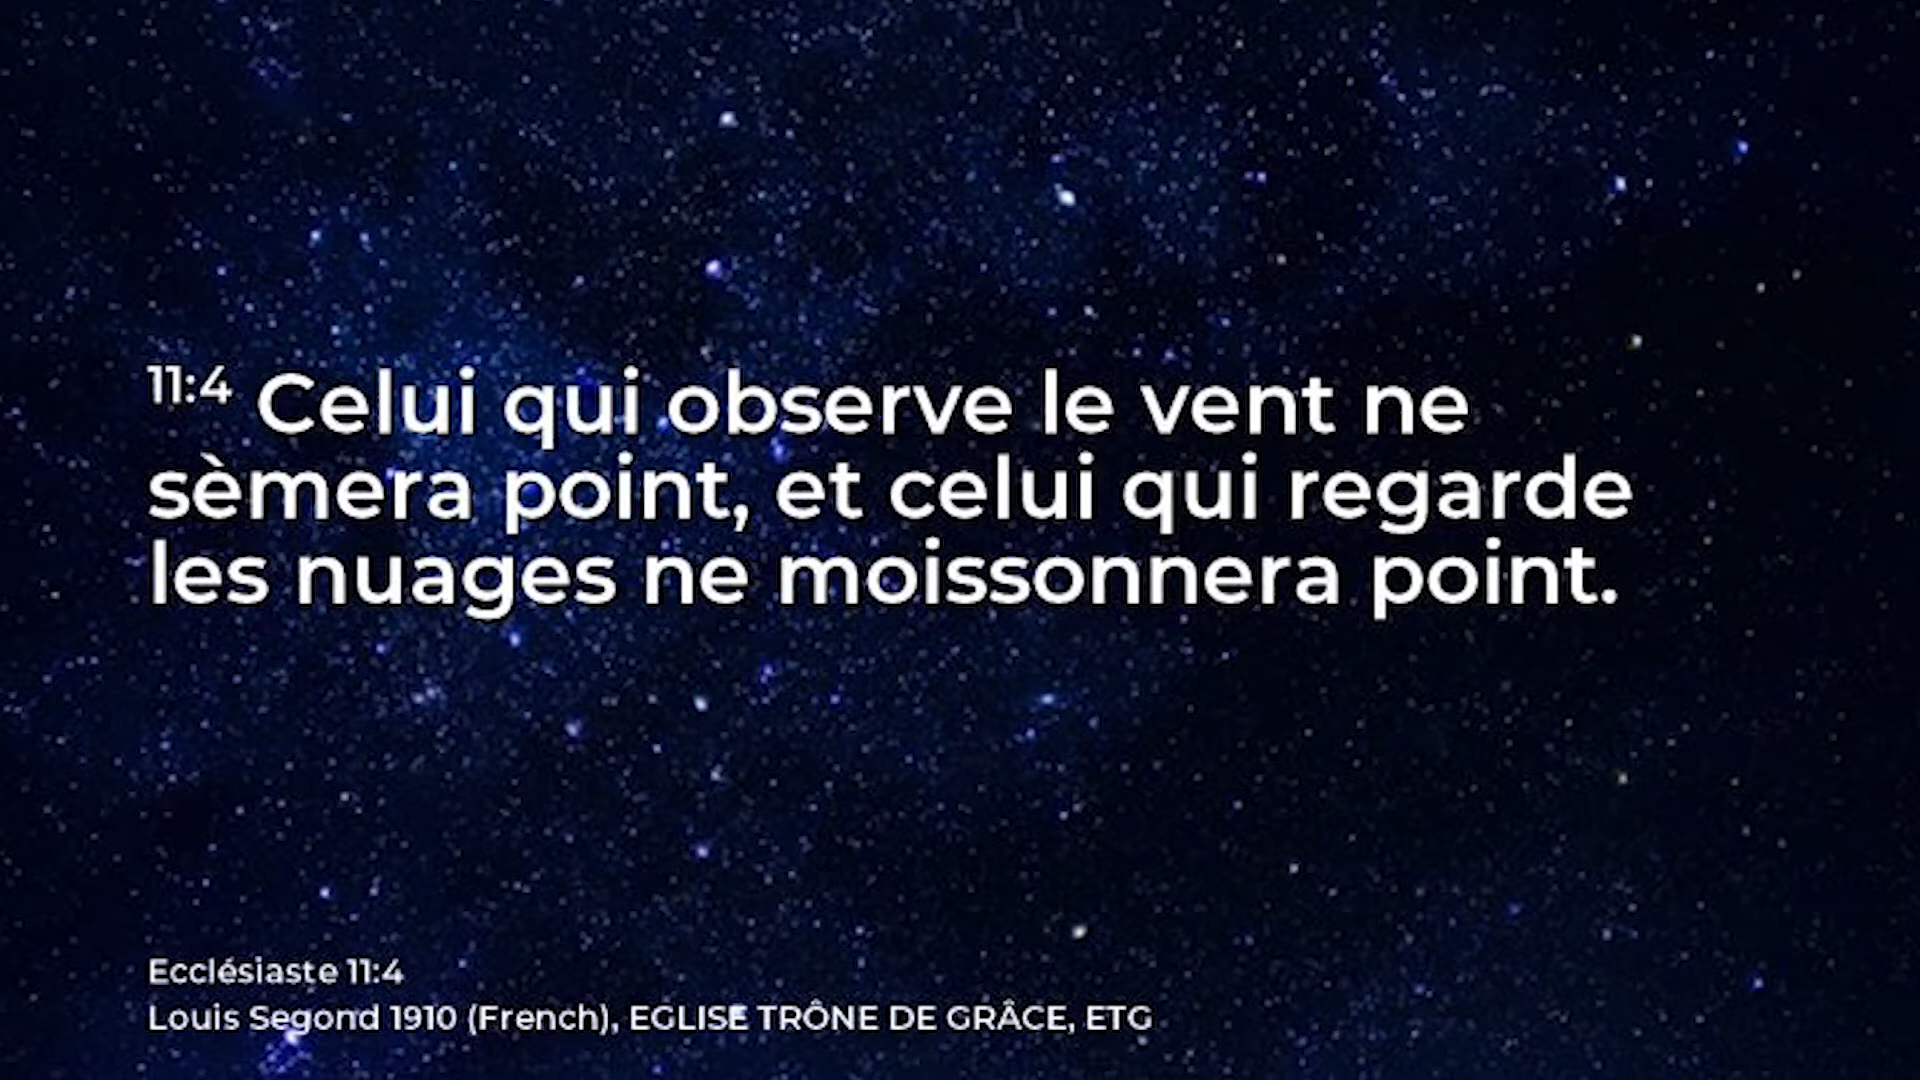 11:4 Celui qui observe le vent ne
sèmera point, et celui qui regarde
les nuages ne moissonnera point.
Ecclésiaste 11:4
Louis Segond 1910 (French), EGLISE TRÔNE DE GRÂCE, ETG